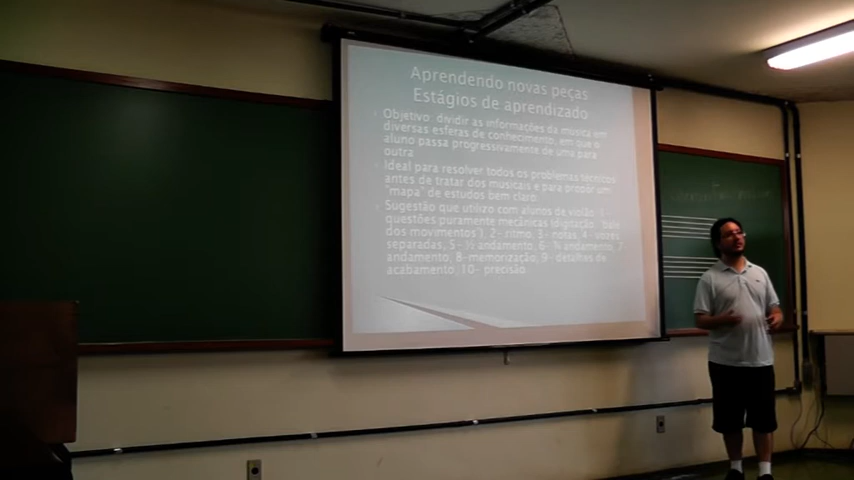 Aprendendo novas peças
Estágios de aprendizado
Objetivo: dividir as informações da musica em
diversas esferas de conhecimento, em que o
aluno passa progressivamente de uma para
outra
Ideal para resolver todos os problemas técnicos
antes de tratar dos musicais e para propor um
"mapa" de estudos bem claro.
Sugestão que utilizo com alunos de violão: 1-
questões puramente mecânicas (digitação,
dos movimentos"), 2- ritmo, 3- notas, 4- vozes
separadas, 5- andamento, 6- ¾ andamento, 7
andamento, 8-memorização, 9- detalhes de
acabamento, 10- precisão